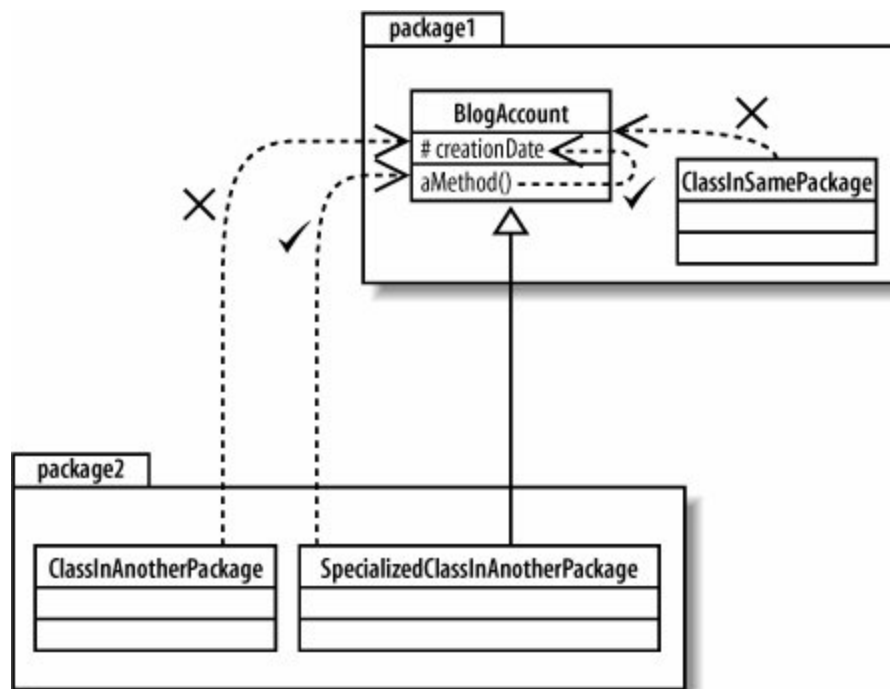 package1
BlogAccount
# creationDate
aMethod()
ClassInSamePackage
package2
ClassInAnotherPackage
SpecializedClassInAnotherPackage